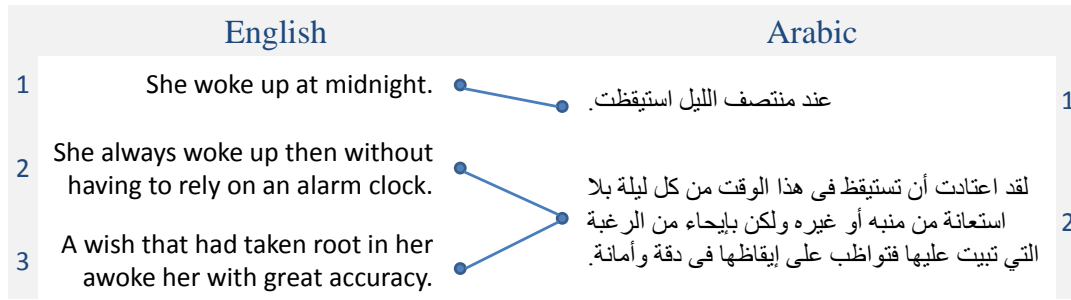 English
Arabic
1
She woke up at midnight.
عند منتصف الليل استيقظت.
1
2
She always woke up then without
having to rely on an alarm clock.
3
A wish that had taken root in her
awoke her with great accuracy.
لقد اعتادت أن تستيقظ فى هذا الوقت من كل ليلة بلا
استعانة من منبه أو غيره ولكن بإيحاء من الرغبة
التي تبيت عليها فتواظب على إيقاظها فى دقة وأمانة.
2